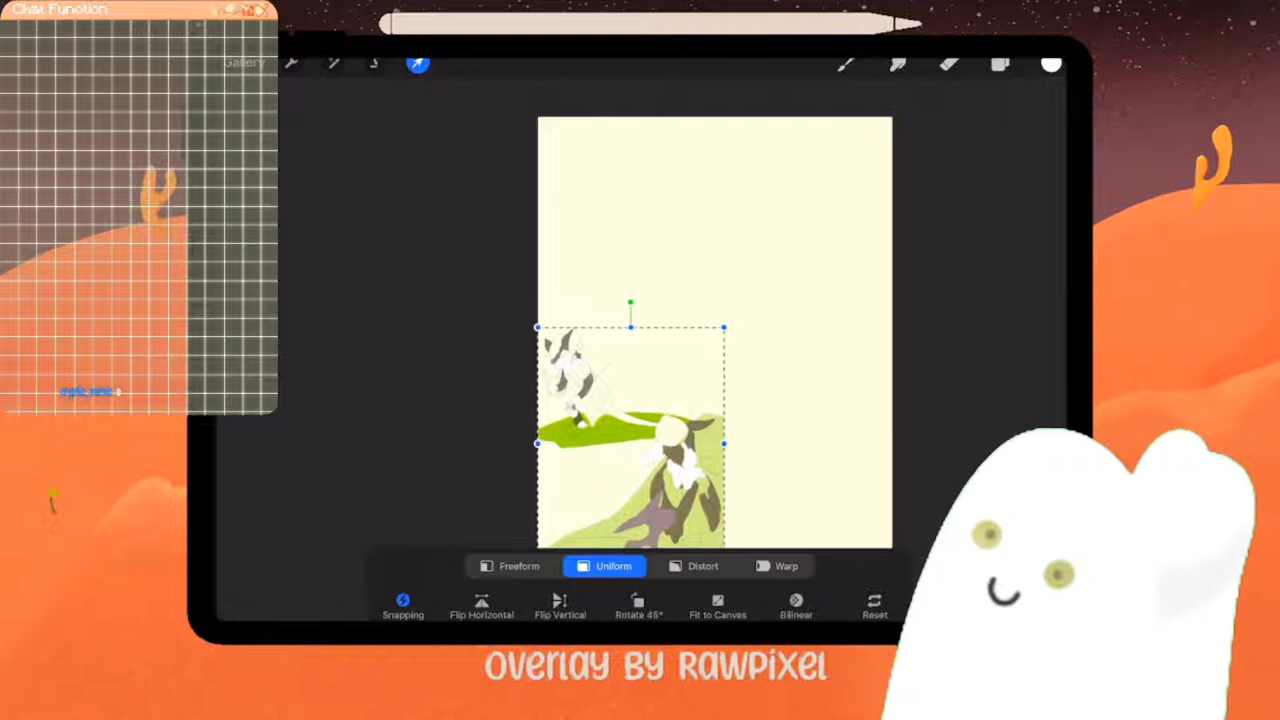 Chat Function
Gallery
Freeform
Uniform
Distort
Warp
Snapping
Flip Horizontal
Flip Vertical
Rotate 45°
Fit to Canvas
Bilinear
Reset
OVERLAY BY RAWPIXEL